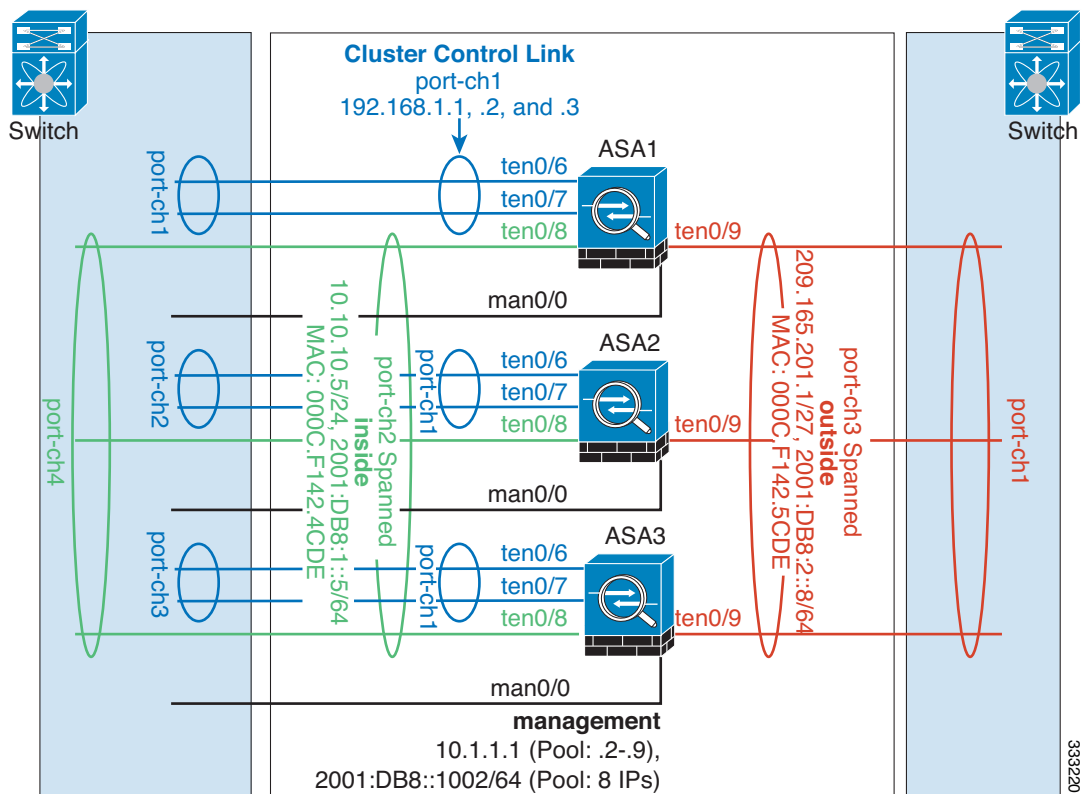 Cluster Control Link
port-ch1
192.168.1.1, .2, and .3
Switch
Switch
ASA1
port-ch1
ten0/6
ten0/7
ten0/8
ten0/9
man0/0
ASA2
port-ch2
port-ch1
ten0/6
ten0/7
ten0/8
ten0/9
man0/0
ASA3
port-ch3
port-ch1
ten0/6
ten0/7
ten0/8
ten0/9
man0/0
port-ch4
port-ch2 Spanned
inside
10.10.10.5/24, 2001:DB8:1::5/64
MAC: 000C.F142.4CDE
port-ch3 Spanned
outside
209.165.201.1/27, 2001:DB8:2::8/64
MAC: 000C.F142.5CDE
port-ch1
management
10.1.1.1 (Pool: .2-.9),
2001:DB8::1002/64 (Pool: 8 IPs)
333220